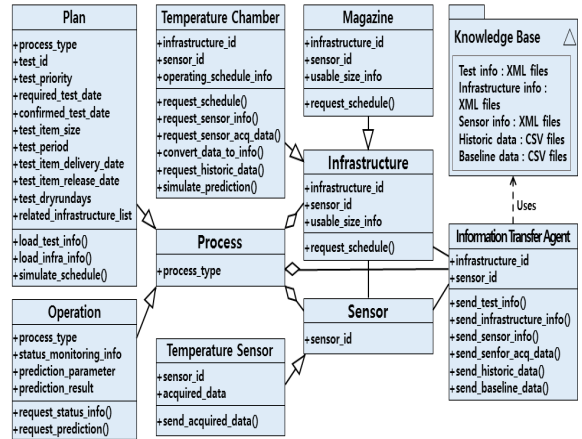 Plan
+process_type
+test_id
+test_priority
+required_test_date
+confirmed_test_date
+test_item_size
+test_period
+test_item_delivery_date
+test_item_release_date
+test_dryrundays
+related_infrastructure_list
+load_test_info()
+load_infra_info()
+simulate_schedule()
Operation
+process_type
+status_monitoring_info
+prediction_parameter
+prediction_result
+request_status_info()
+request_prediction()
Temperature Chamber
+infrastructure_id
+sensor_id
+operating_schedule_info
+request_schedule()
+request_sensor_info()
+request_sensor_acq_data()
+convert_data_to_info()
+request_historic_data()
+simulate_prediction()
Process
+process_type
Temperature Sensor
+sensor_id
+acquired_data
+send_acquired_data()
Magazine
+infrastructure_id
+sensor_id
+usable_size_info
+request_schedule()
Infrastructure
+infrastructure_id
+sensor_id
+usable_size_info
+request_schedule()
Sensor
+sensor_id
Knowledge Base
Test info : XML files
Infrastructure info :
XML files
Sensor info : XML files
Historic data : CSV files
Baseline data : CSV files
Uses
Information Transfer Agent
+infrastructure_id
+sensor_id
+send_test_info()
+send_infrastructure_info()
+send_sensor_info()
+send_senfor_acq_data()
+send_historic_data()
+send_baseline_data()